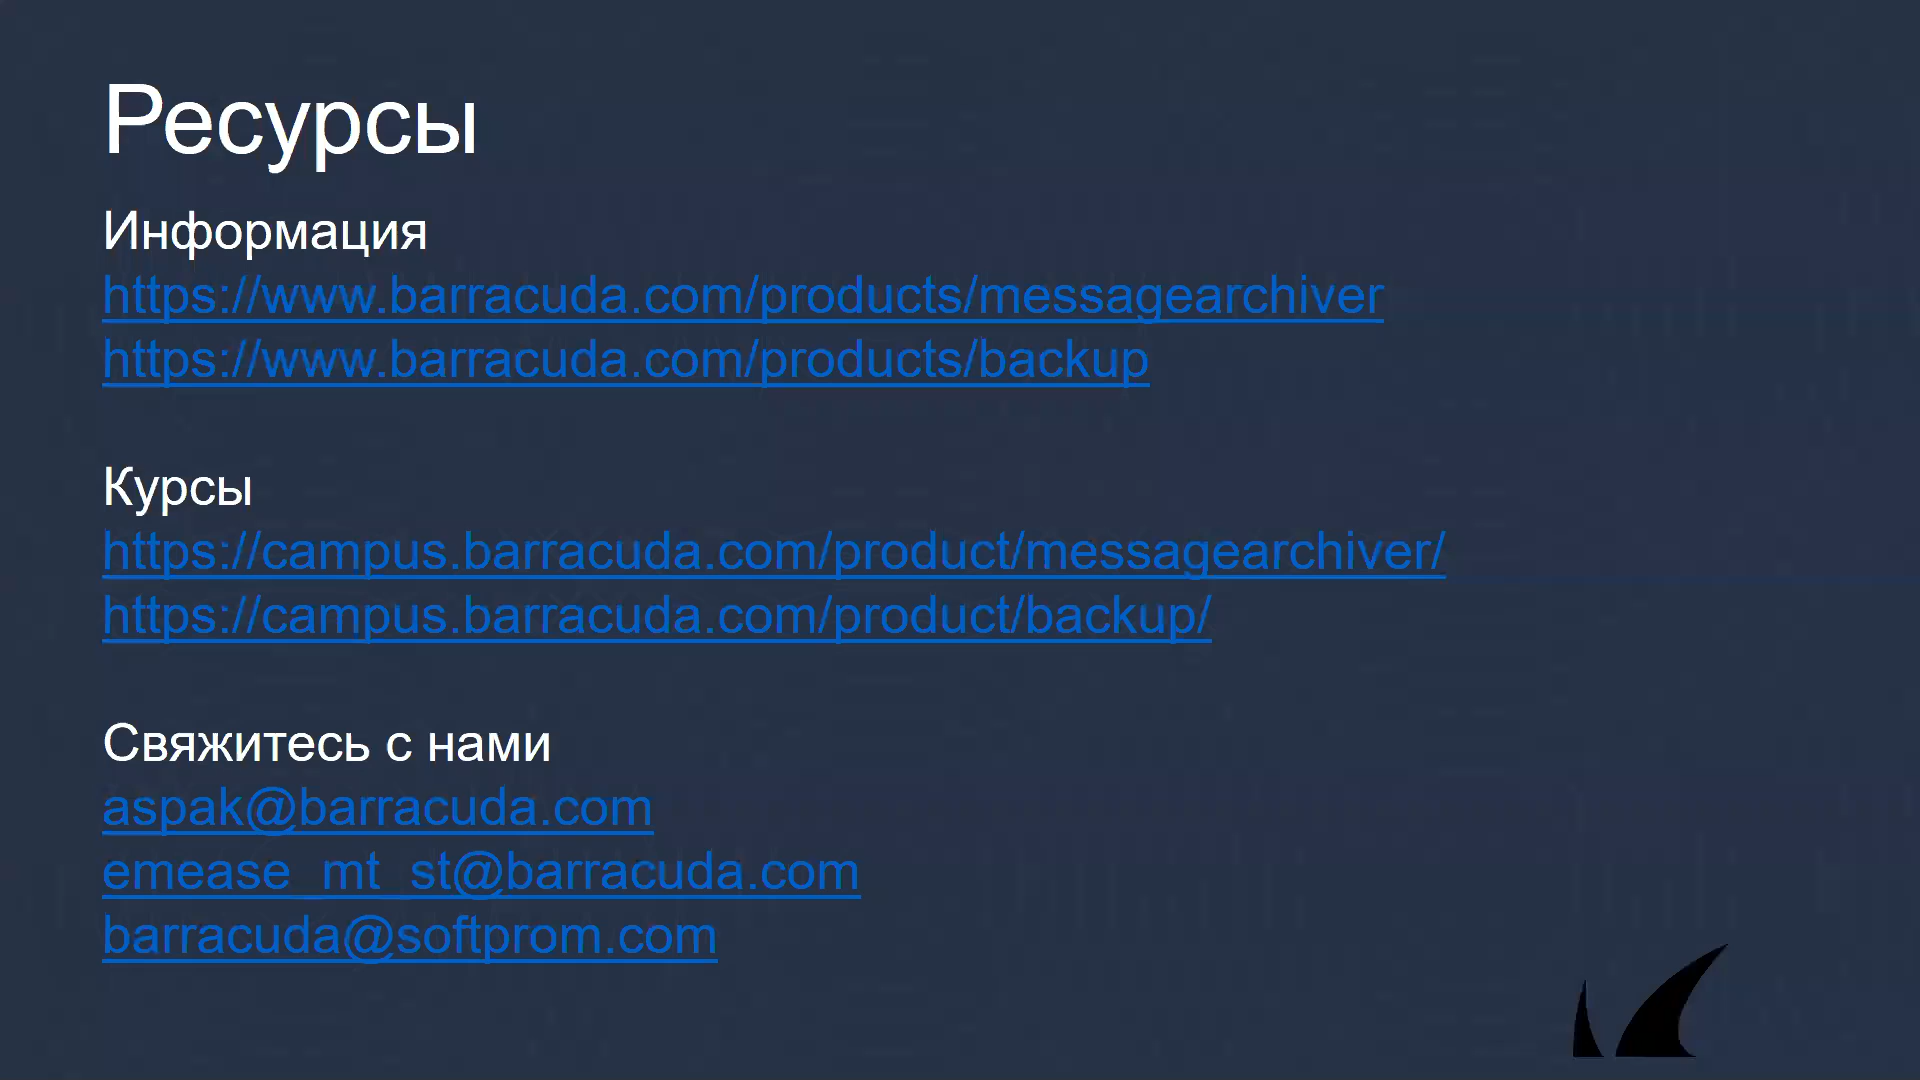 Ресурсы
Информация
https://www.barracuda.com/products/messagearchiver
https://www.barracuda.com/products/backup
Курсы
https://campus.barracuda.com/product/messagearchiver/
https://campus.barracuda.com/product/backup/
Свяжитесь с нами
aspak@barracuda.com
emease_mt_st@barracuda.com
barracuda@softprom.com